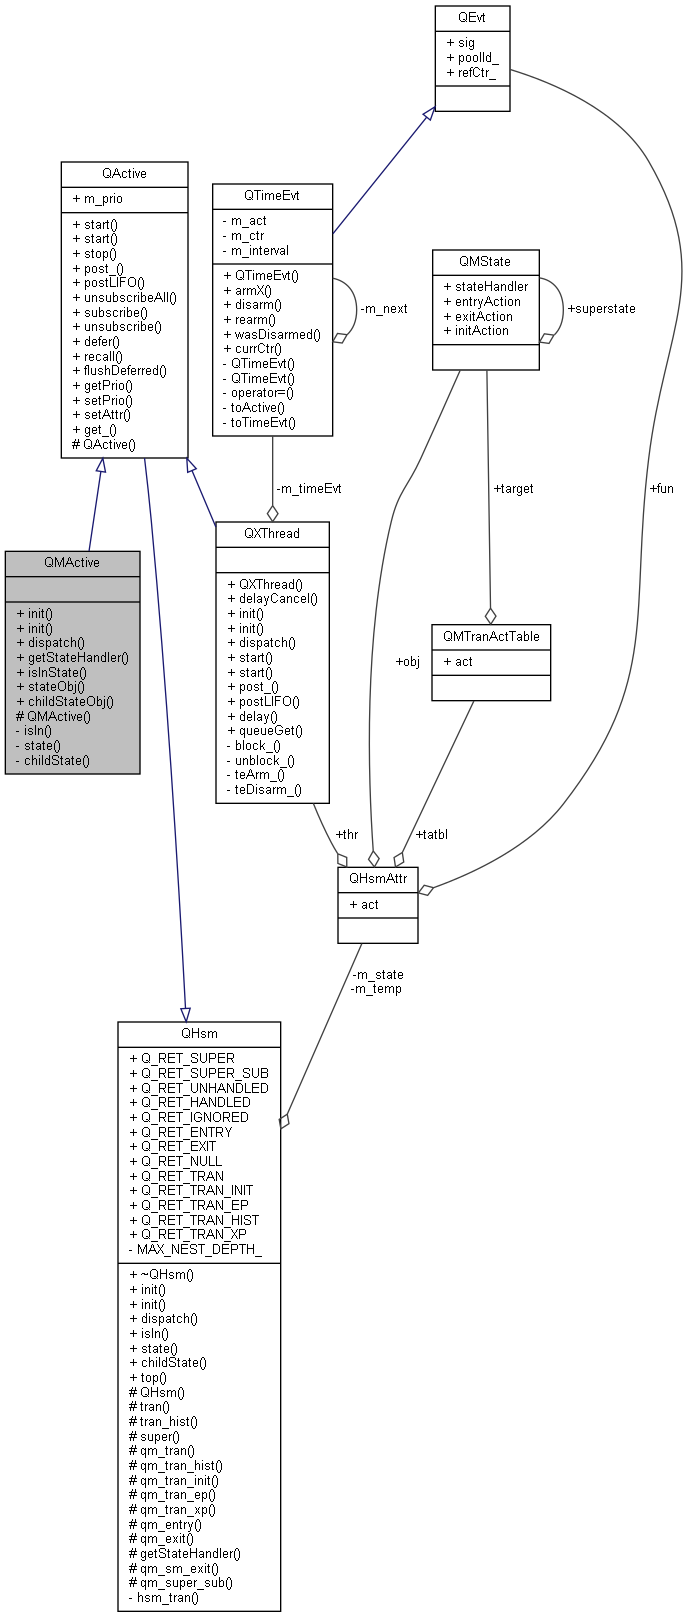 QEvt
+ sig
+ poolId_
+ refCtr_
QActive
+ m_prio
+ start()
+ start()
+ stop()
+ post_()
+ postLIFO()
+ unsubscribeAll()
+ subscribe()
+ unsubscribe()
+ defer()
+ recall()
+ flushDeferred()
+ getPrio()
+ setPrio()
+ setAttr()
+ get_()
# QActive()
QTimeEvt
- m_act
- m_ctr
- m_interval
+ QTimeEvt()
+ armX()
+ disarm()
+ rearm()
+ wasDisarmed()
+ currCtr()
- QTimeEvt()
- QTimeEvt()
- operator=()
- toActive()
- toTimeEvt()
-m_next
QMState
+ stateHandler
+ entryAction
+ exitAction
+ initAction
+superstate
-m_timeEvt
+target
+fun
QMActive
+ init()
+ init()
+ dispatch()
+ getStateHandler()
+ isInState()
+ stateObj()
+ childStateObj()
# QMActive()
- isIn()
- state()
- childState()
QXThread
+ QXThread()
+ delayCancel()
+ init()
+ init()
+ dispatch()
+ start()
+ start()
+ post_()
+ postLIFO()
+ delay()
+ queueGet()
- block_()
- unblock_()
- teArm_()
- teDisarm_()
QMTranActTable
+ act
+obj
+thr
+tatbl
QHsmAttr
+ act
-m_state
-m_temp
QHsm
+ Q_RET_SUPER
+ Q_RET_SUPER_SUB
+ Q_RET_UNHANDLED
+ Q_RET_HANDLED
+ Q_RET_IGNORED
+ Q_RET_ENTRY
+ Q_RET_EXIT
+ Q_RET_NULL
+ Q_RET_TRAN
+ Q_RET_TRAN_INIT
+ Q_RET_TRAN_EP
+ Q_RET_TRAN_HIST
+ Q_RET_TRAN_XP
- MAX_NEST_DEPTH_
+ ~QHsm()
+ init()
+ init()
+ dispatch()
+ isIn()
+ state()
+ childState()
+ top()
# QHsm()
# tran()
# tran_hist()
# super()
# qm_tran()
# qm_tran_hist()
# qm_tran_init()
# qm_tran_ep()
# qm_tran_xp()
# qm_entry()
# qm_exit()
# getStateHandler()
# qm_sm_exit()
# qm_super_sub()
- hsm_tran()